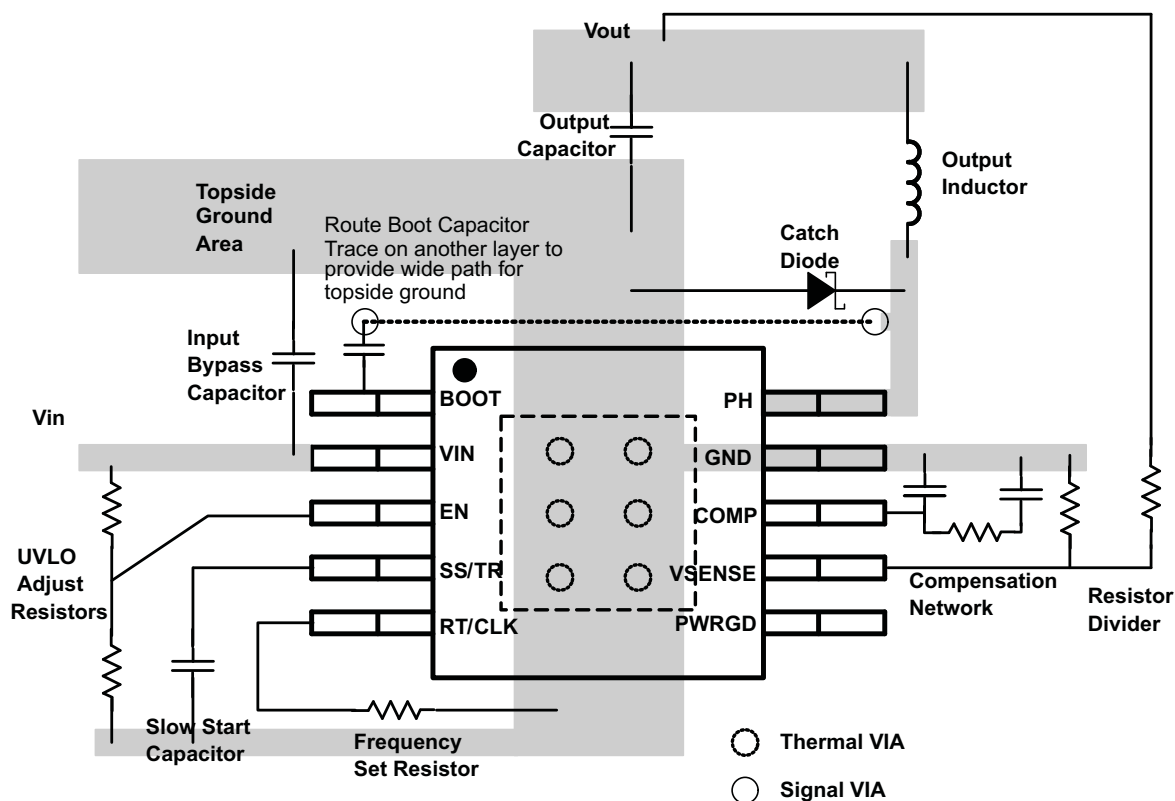 Vout
Output
Capacitor
Output
Inductor
Topside
Ground
Area
Route Boot Capacitor
Trace on another layer to
provide wide path for
topside ground
Catch
Diode
Input
Bypass
Capacitor
Vin
BOOT
VIN
EN
SS/TR
RT/CLK
PH
GND
COMP
VSENSE
PWRGD
UVLO
Adjust
Resistors
Compensation
Network
Resistor
Divider
Slow Start
Capacitor
Frequency
Set Resistor
Thermal VIA
Signal VIA